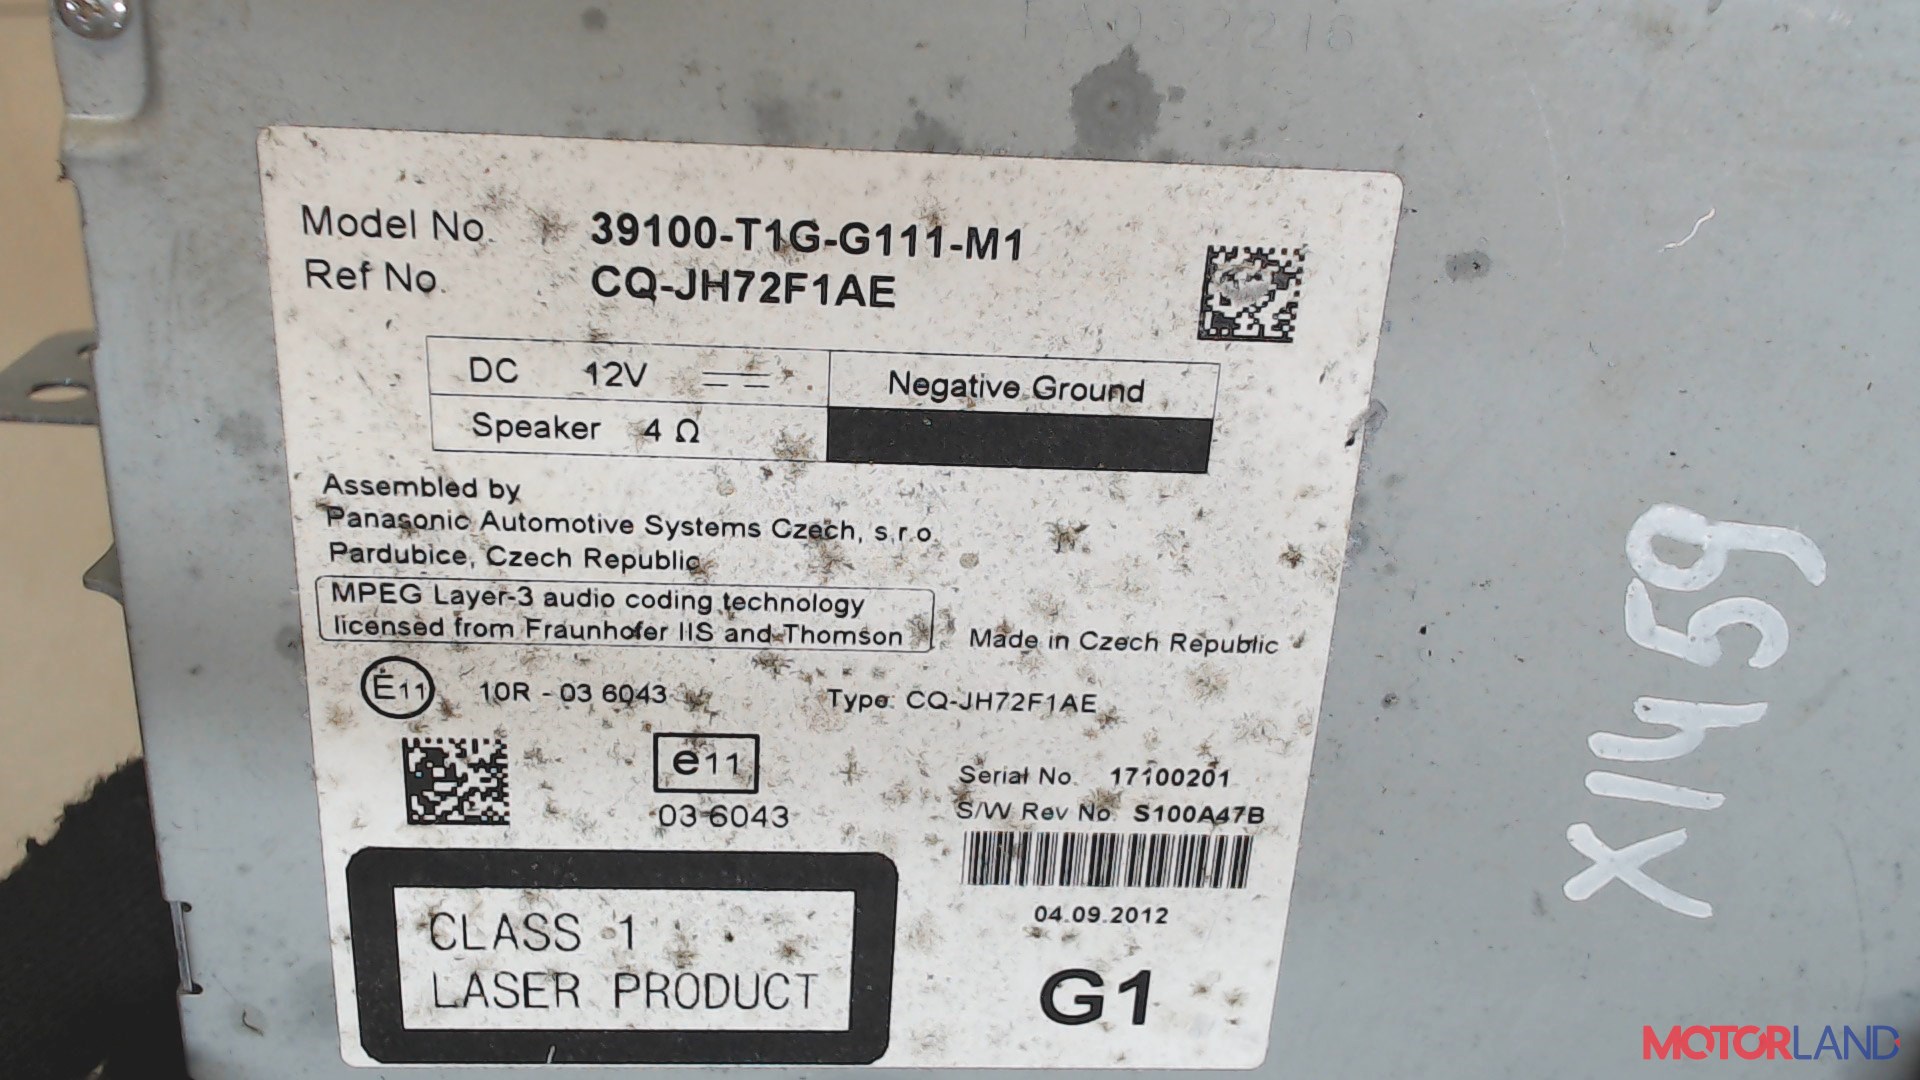 Model No. 39100-T1G-G111-M1
Ref No. CQ-JH72F1AE
DC 12V Negative Ground
Speaker 4 Ω
Assembled by
Panasonic Automotive Systems Czech, s.r.o.
Pardubice, Czech Republic
MPEG Layer-3 audio coding technology
licensed from Fraunhofer IIS and Thomson
Made in Czech Republic
E11 10R - 03 6043 Type: CQ-JH72F1AE
e11
03 6043
Serial No. 17100201
S/W Rev No. S100A47B
04.09.2012
G1
CLASS 1
LASER PRODUCT
X1459
MOTORLAND